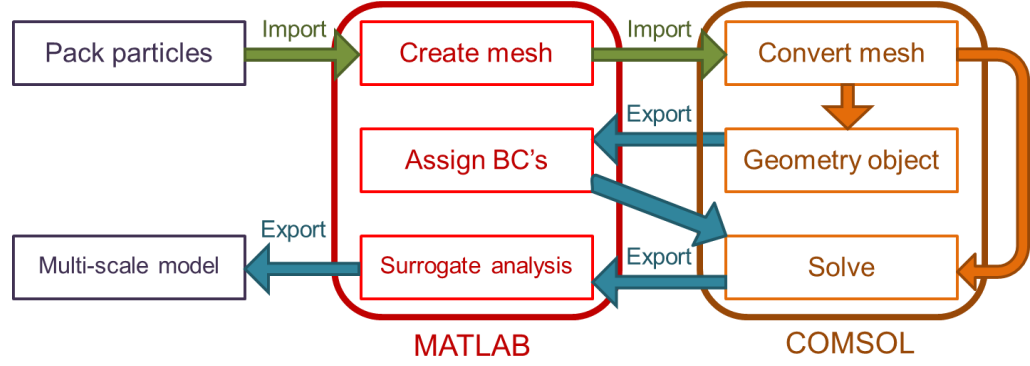 Import
Import
Pack particles
Create mesh
Convert mesh
Export
Assign BC's
Geometry object
Export
Export
Multi-scale model
Surrogate analysis
Solve
MATLAB
COMSOL